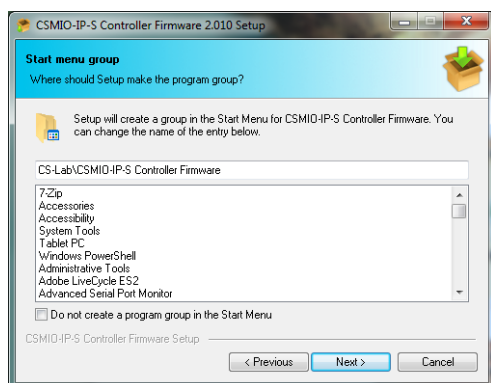 CSMIO-IP-S Controller Firmware 2.010 Setup
Start menu group
Where should Setup make the program group?
Setup will create a group in the Start Menu for CSMIO-IP-S Controller Firmware. You
can change the name of the entry below.
CS-Lab\CSMIO-IP-S Controller Firmware
7-Zip
Accessories
Accessibility
System Tools
Tablet PC
Windows PowerShell
Administrative Tools
Adobe LiveCycle ES2
Advanced Serial Port Monitor
Do not create a program group in the Start Menu
CSMIO-IP-S Controller Firmware Setup
< Previous
Next >
Cancel